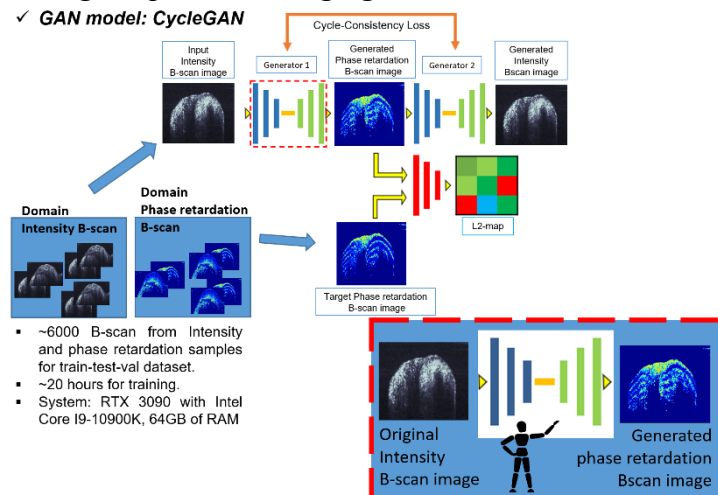 ✓ GAN model: CycleGAN
Cycle-Consistency Loss
Input
Intensity
B-scan image
Generator 1
Generated
Phase retardation
B-scan image
Generator 2
Generated
Intensity
Bscan image
L2-map
Domain
Intensity B-scan
Domain
Phase retardation
B-scan
Target Phase retardation
B-scan image
▪ ~6000 B-scan from Intensity
and phase retardation samples
for train-test-val dataset.
▪ ~20 hours for training.
▪ System: RTX 3090 with Intel
Core I9-10900K, 64GB of RAM
Original
Intensity
B-scan image
Generated
phase retardation
Bscan image